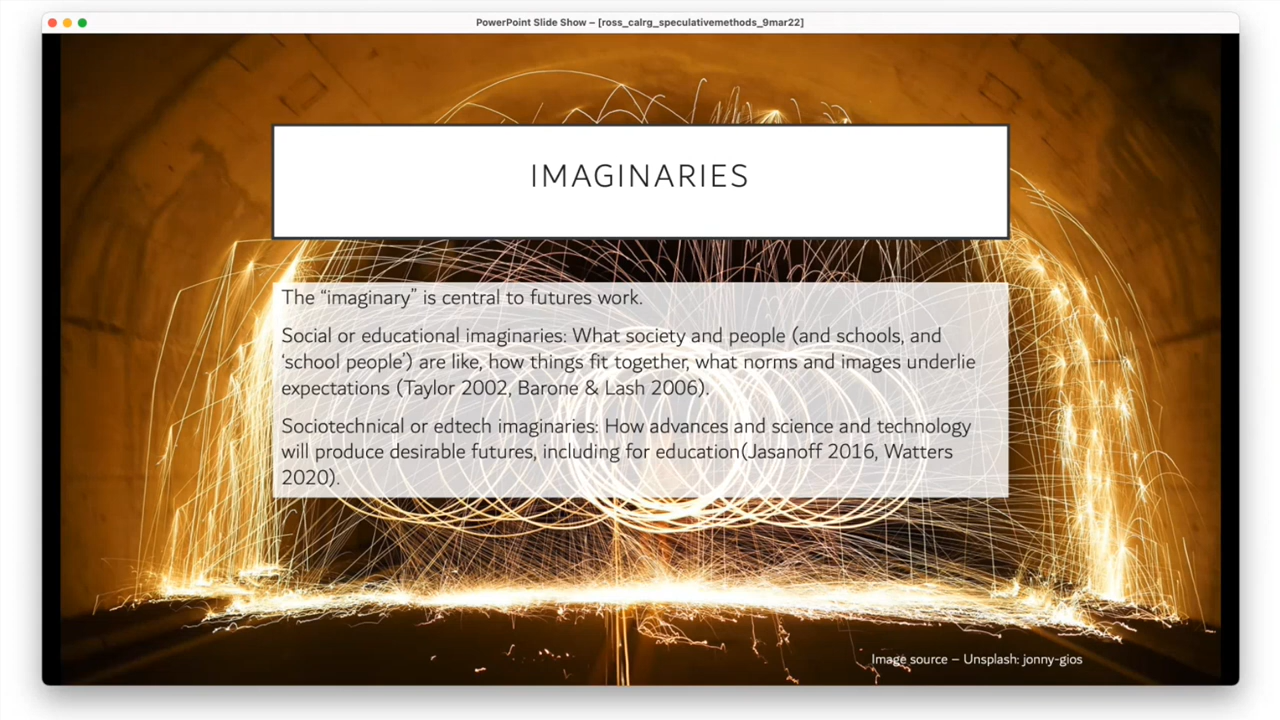 PowerPoint Slide Show – [ross_calrg_speculativemethods_9mar22]
IMAGINARIES
The “imaginary” is central to futures work.
Social or educational imaginaries: What society and people (and schools, and
‘school people’) are like, how things fit together, what norms and images underlie
expectations (Taylor 2002, Barone & Lash 2006).
Sociotechnical or edtech imaginaries: How advances and science and technology
will produce desirable futures, including for education(Jasanoff 2016, Watters
2020).
Image source – Unsplash: jonny-gios